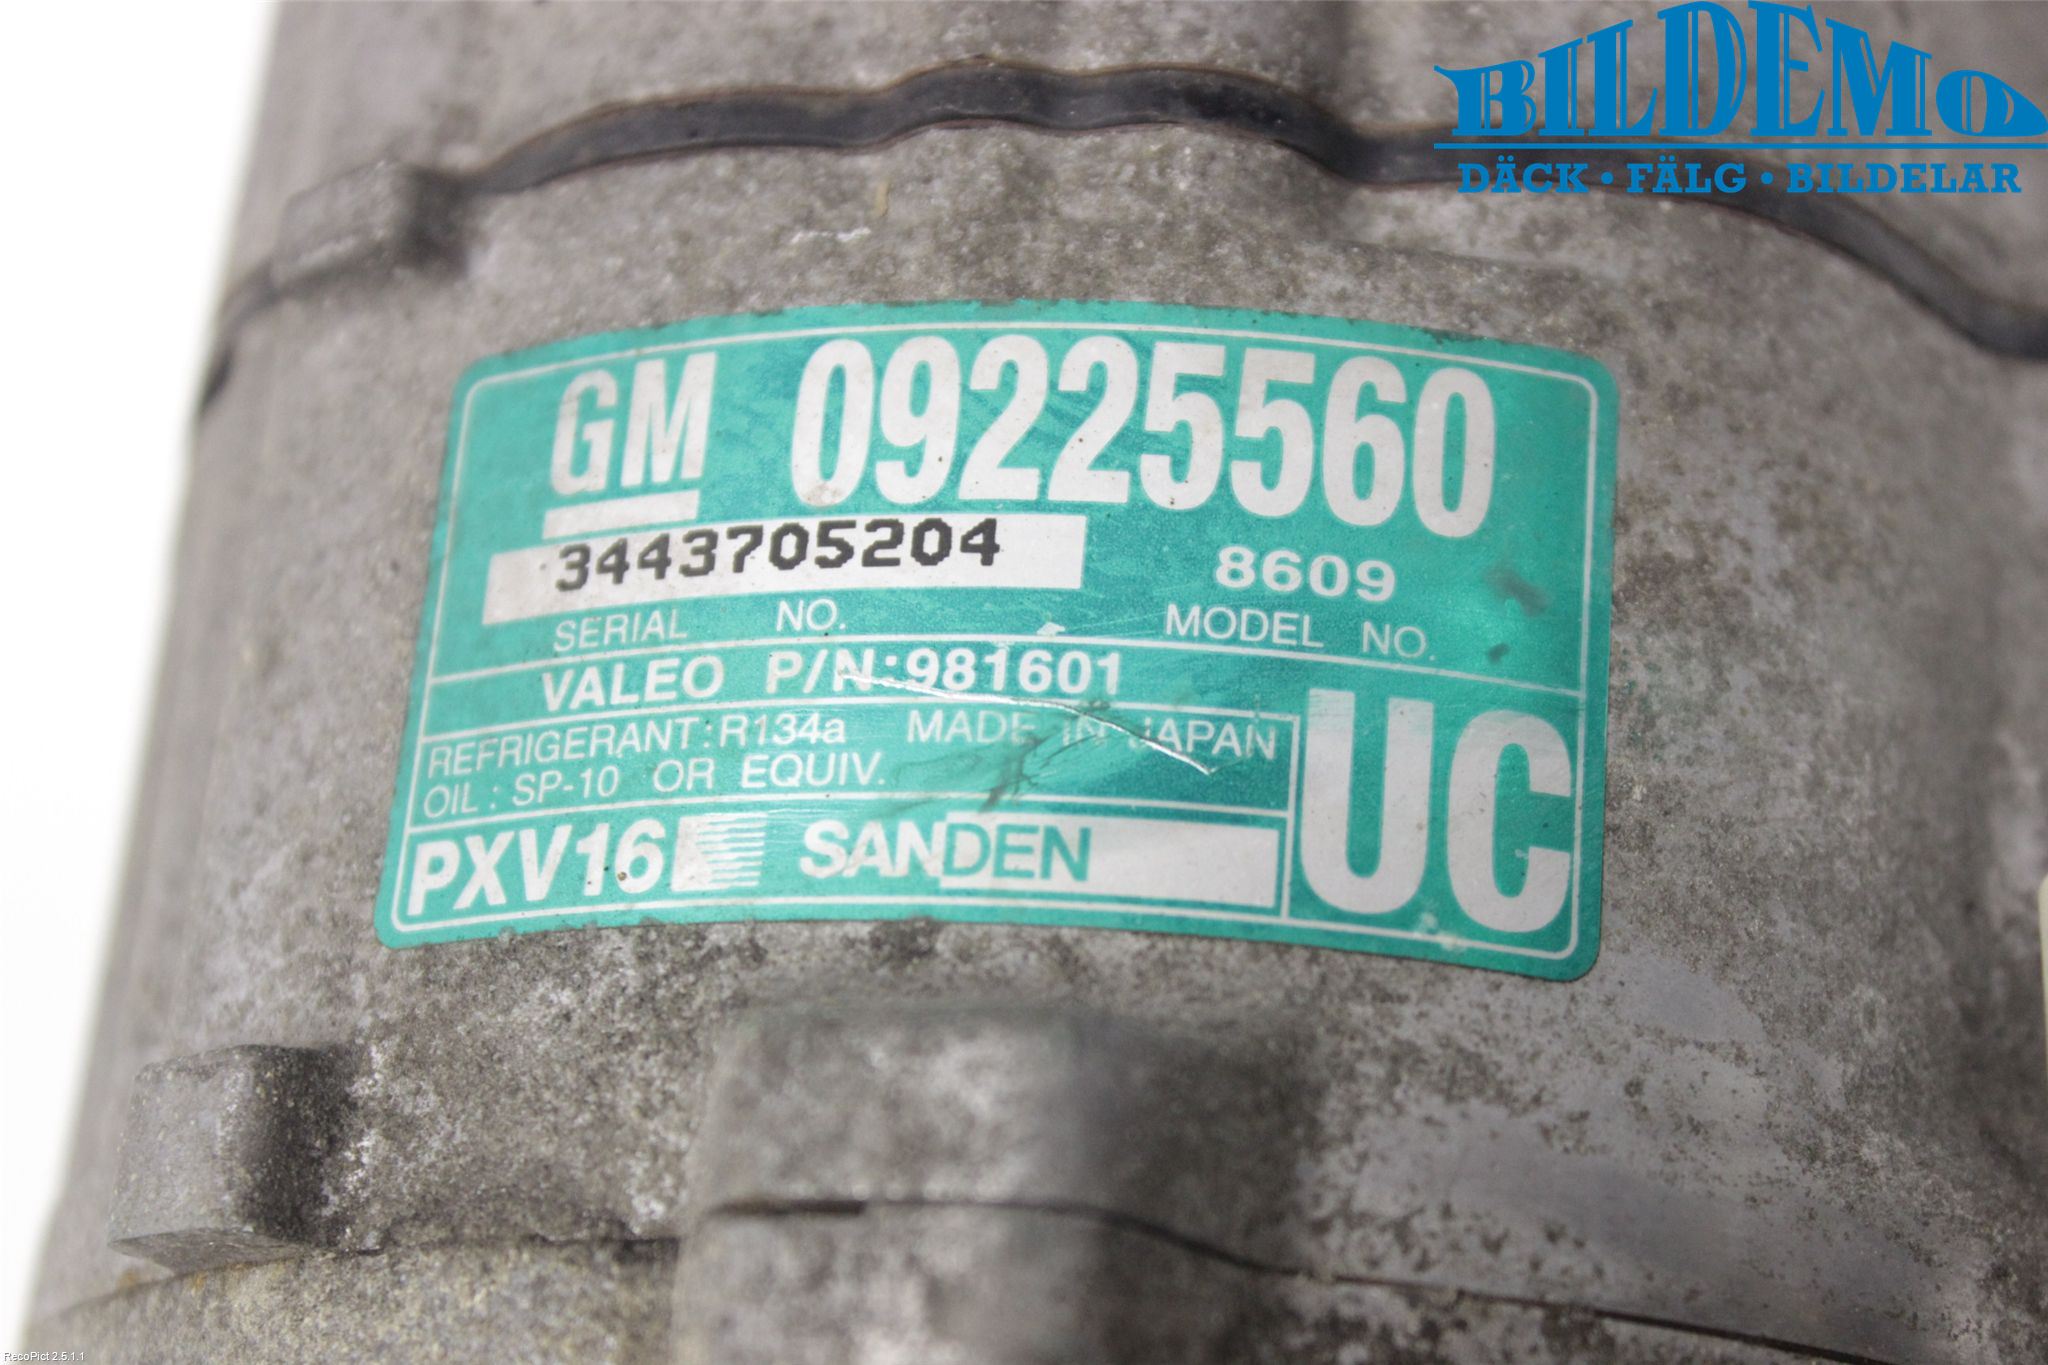 BILDEMO
DÄCK • FÄLG • BILDELAR
GM 09225560
3443705204 8609
SERIAL NO. MODEL NO.
VALEO P/N:981601
REFRIGERANT:R134a MADE IN JAPAN
OIL: SP-10 OR EQUIV.
UC
PXV16 SANDEN
RecoPict 2.5.1.1